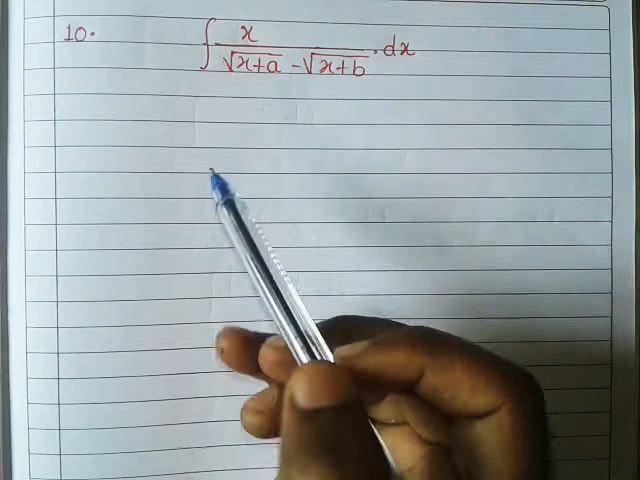 10. ∫ x / (√x+a - √x+b) . dx